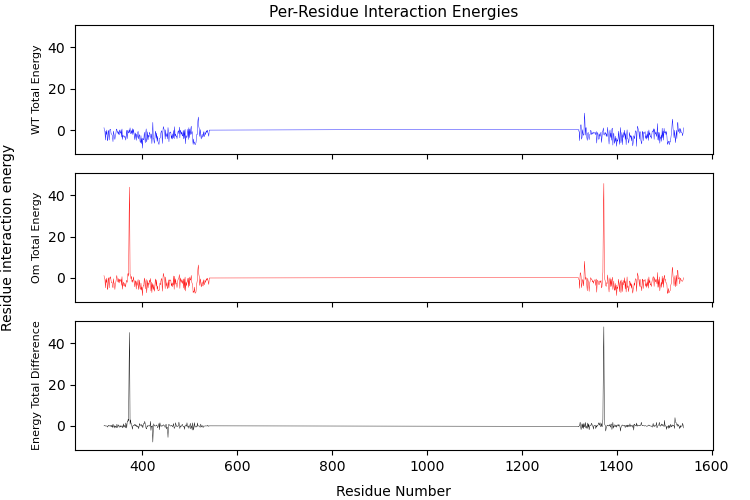 Per-Residue Interaction Energies
Residue interaction energy
WT Total Energy
40
20
0
Om Total Energy
40
20
0
Energy Total Difference
40
20
0
400 600 800 1000 1200 1400 1600
Residue Number